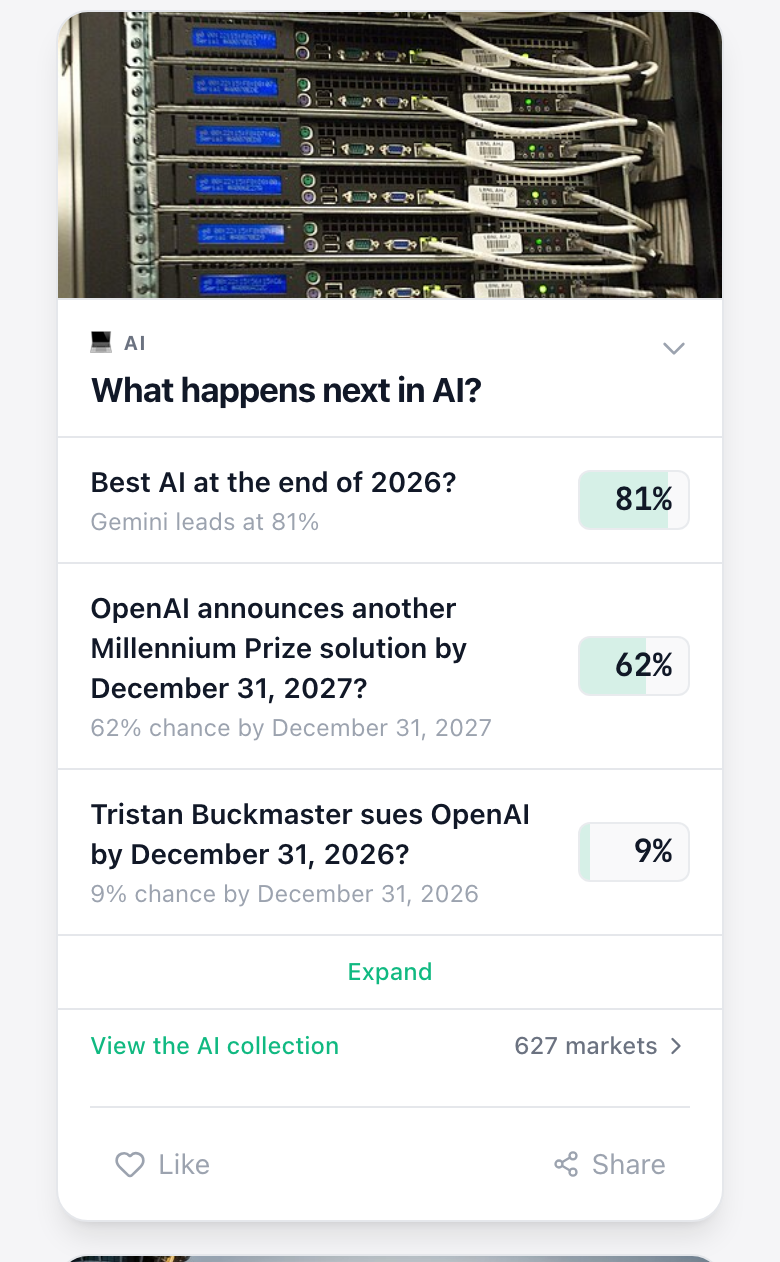 AI
What happens next in AI?
Best AI at the end of 2026?
81%
Gemini leads at 81%
OpenAI announces another
Millennium Prize solution by
December 31, 2027?
62%
62% chance by December 31, 2027
Tristan Buckmaster sues OpenAI
by December 31, 2026?
9%
9% chance by December 31, 2026
Expand
View the AI collection
627 markets
Like
Share